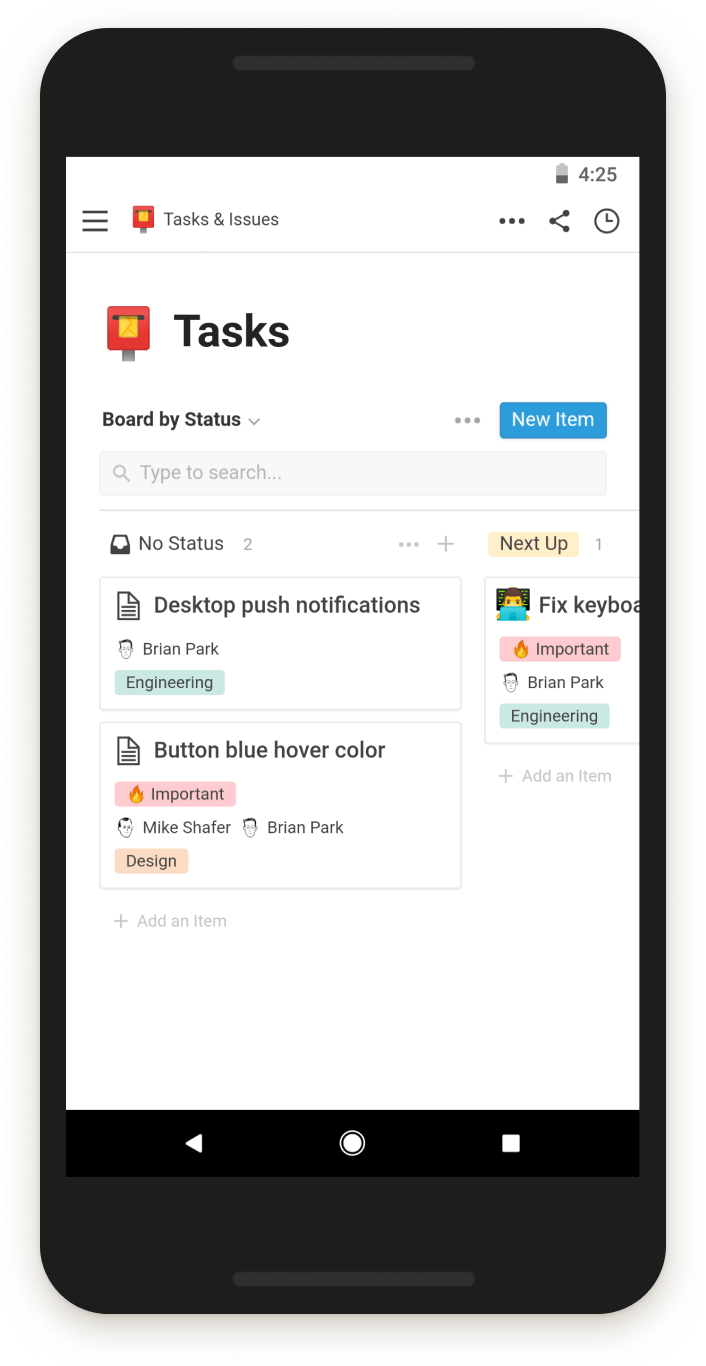 4:25
Tasks & Issues
Tasks
Board by Status
New Item
Type to search...
No Status 2
Next Up 1
Desktop push notifications
Brian Park
Engineering
Button blue hover color
Important
Mike Shafer Brian Park
Design
+ Add an Item
Fix keyboa
Important
Brian Park
Engineering
+ Add an Item